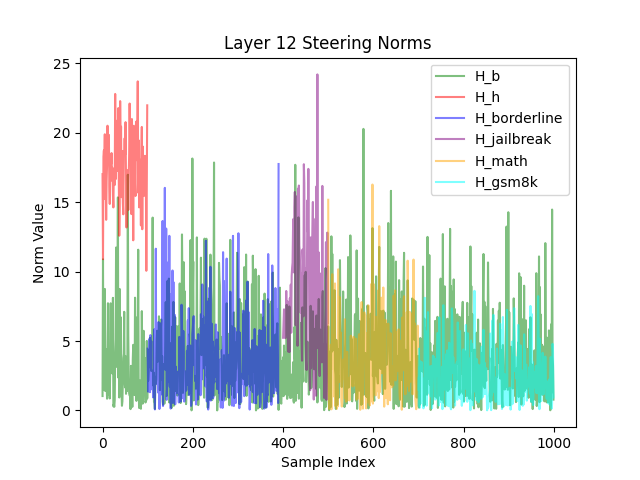 Layer 12 Steering Norms
25
20
15
10
5
0
Norm Value
H_b
H_h
H_borderline
H_jailbreak
H_math
H_gsm8k
0 200 400 600 800 1000
Sample Index